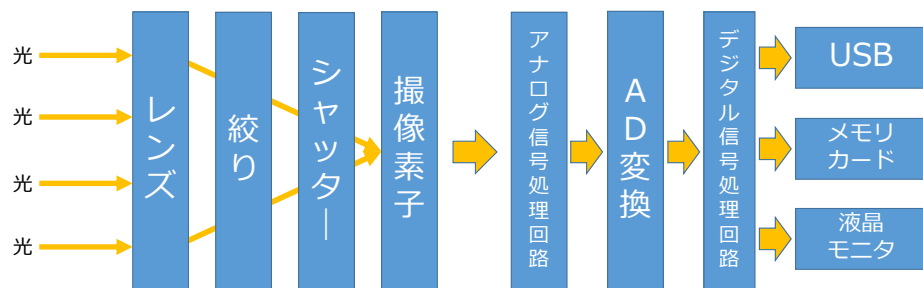 光
光
光
光
レンズ
絞り
シャッター
撮像素子
アナログ信号処理回路
AD変換
デジタル信号処理回路
USB
メモリ
カード
液晶
モニタ